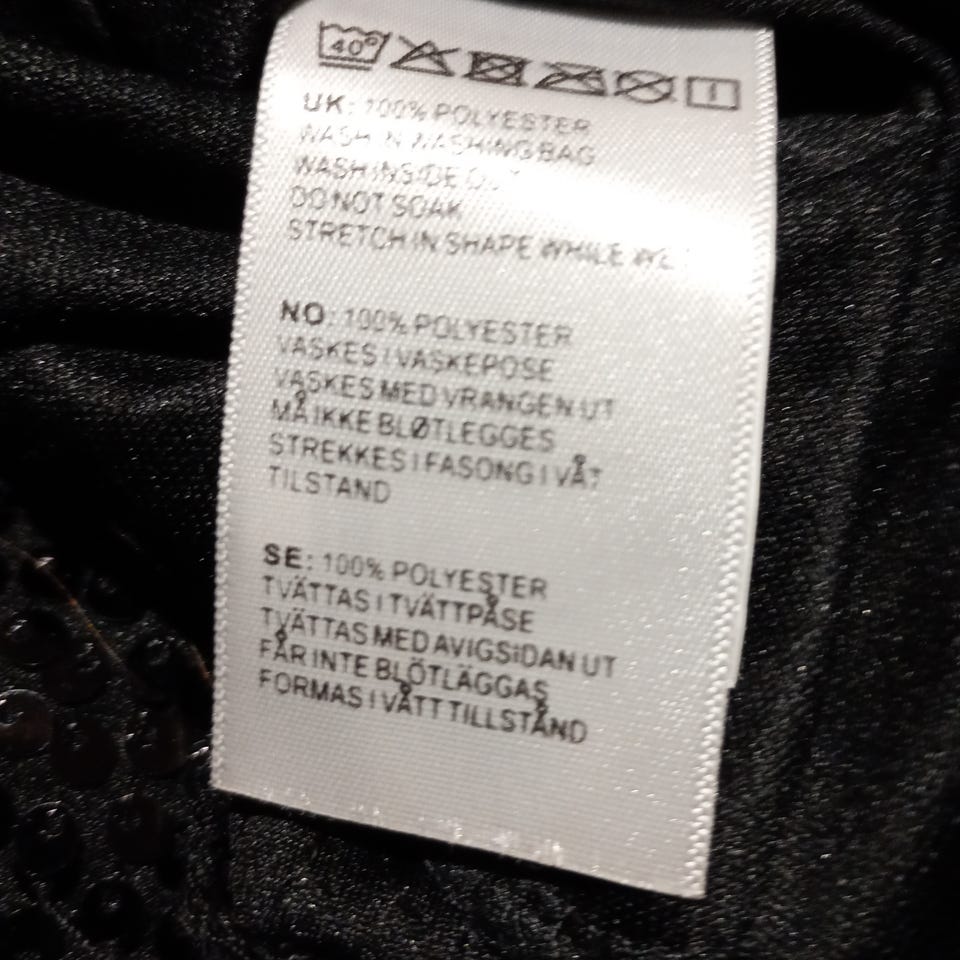 40°
UK: 100% POLYESTER
WASH IN WASHING BAG
WASH INSIDE OUT
DO NOT SOAK
STRETCH IN SHAPE WHILE WE
NO: 100% POLYESTER
VASKES I VASKEPOSE
VASKES MED VRANGEN UT
MÅ IKKE BLØTLEGGES
STREKKES I FASONG I VÅT
TILSTAND
SE: 100% POLYESTER
TVÄTTAS I TVÄTTPÅSE
TVÄTTAS MED AVIGSIDAN UT
FÅR INTE BLÖTLÄGGAS
FORMAS I VÅTT TILLSTÅND